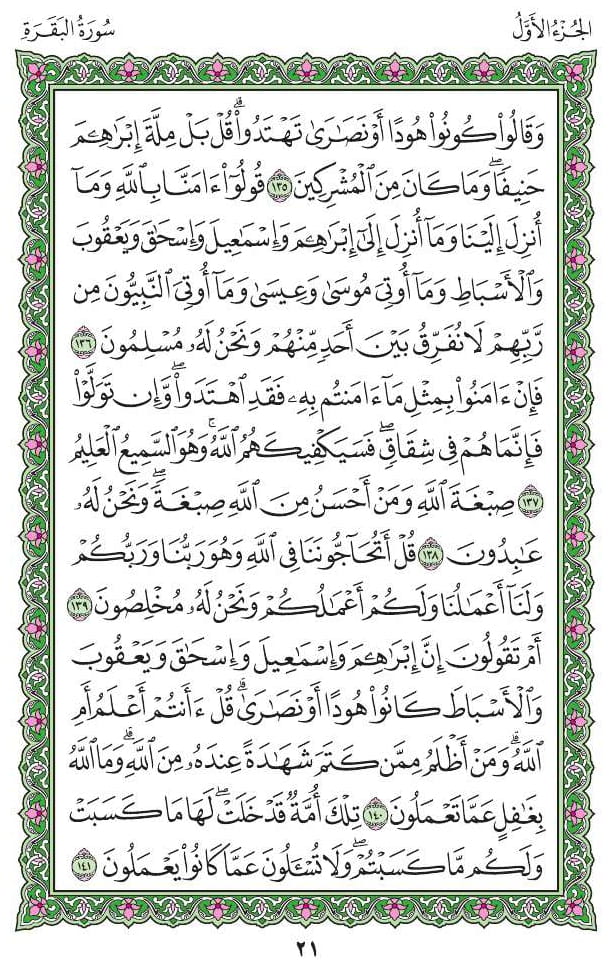 الجُزْءُ الأَوَّلُ
سُورَةُ البَقَرَةِ
وَقَالُوا۟ كُونُوا۟ هُودًا أَوْ نَصَـٰرَىٰ تَهْتَدُوا۟ ۗ قُلْ بَلْ مِلَّةَ إِبْرَٰهِـۧمَ
حَنِيفًا ۖ وَمَا كَانَ مِنَ ٱلْمُشْرِكِينَ ١٣٥ قُولُوٓا۟ ءَامَنَّا بِٱللَّهِ وَمَآ
أُنزِلَ إِلَيْنَا وَمَآ أُنزِلَ إِلَىٰٓ إِبْرَٰهِـۧمَ وَإِسْمَـٰعِيلَ وَإِسْحَـٰقَ وَيَعْقُوبَ
وَٱلْأَسْبَاطِ وَمَآ أُوتِىَ مُوسَىٰ وَعِيسَىٰ وَمَآ أُوتِىَ ٱلنَّبِيُّونَ مِن
رَّبِّهِمْ لَا نُفَرِّقُ بَيْنَ أَحَدٍ مِّنْهُمْ وَنَحْنُ لَهُۥ مُسْلِمُونَ ١٣٦
فَإِنْ ءَامَنُوا۟ بِمِثْلِ مَآ ءَامَنتُم بِهِۦ فَقَدِ ٱهْتَدَوا۟ ۖ وَّإِن تَوَلَّوْا۟
فَإِنَّمَا هُمْ فِى شِقَاقٍ ۖ فَسَيَكْفِيكَهُمُ ٱللَّهُ ۚ وَهُوَ ٱلسَّمِيعُ ٱلْعَلِيمُ
١٣٧ صِبْغَةَ ٱللَّهِ ۖ وَمَنْ أَحْسَنُ مِنَ ٱللَّهِ صِبْغَةً ۖ وَنَحْنُ لَهُۥ
عَـٰبِدُونَ ١٣٨ قُلْ أَتُحَآجُّونَنَا فِى ٱللَّهِ وَهُوَ رَبُّنَا وَرَبُّكُمْ
وَلَنَآ أَعْمَـٰلُنَا وَلَكُمْ أَعْمَـٰلُكُمْ وَنَحْنُ لَهُۥ مُخْلِصُونَ ١٣٩
أَمْ تَقُولُونَ إِنَّ إِبْرَٰهِـۧمَ وَإِسْمَـٰعِيلَ وَإِسْحَـٰقَ وَيَعْقُوبَ
وَٱلْأَسْبَاطَ كَانُوا۟ هُودًا أَوْ نَصَـٰرَىٰ ۗ قُلْ ءَأَنتُمْ أَعْلَمُ أَمِ
ٱللَّهُ ۗ وَمَنْ أَظْلَمُ مِمَّن كَتَمَ شَهَـٰدَةً عِندَهُۥ مِنَ ٱللَّهِ ۗ وَمَا ٱللَّهُ
بِغَـٰفِلٍ عَمَّا تَعْمَلُونَ ١٤٠ تِلْكَ أُمَّةٌ قَدْ خَلَتْ ۖ لَهَا مَا كَسَبَتْ
وَلَكُم مَّا كَسَبْتُمْ ۖ وَلَا تُسْـَٔلُونَ عَمَّا كَانُوا۟ يَعْمَلُونَ ١٤١
٢١